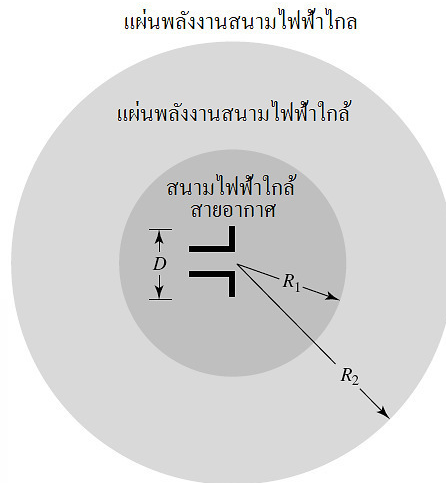 แผ่นพลังงานสนามไฟฟ้าไกล
แผ่นพลังงานสนามไฟฟ้าใกล้
สนามไฟฟ้าใกล้
สายอากาศ
D
R1
R2